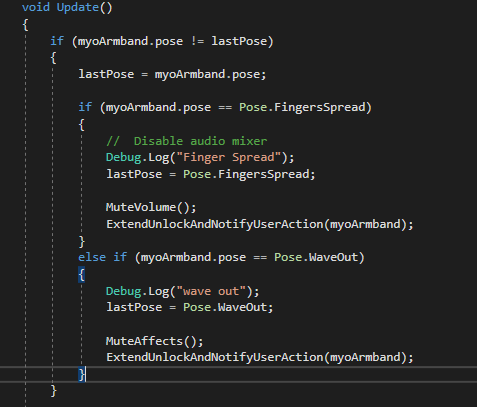 void Update()
{
if (myoArmband.pose != lastPose)
{
lastPose = myoArmband.pose;
if (myoArmband.pose == Pose.FingersSpread)
{
//  Disable audio mixer
Debug.Log("Finger Spread");
lastPose = Pose.FingersSpread;
MuteVolume();
ExtendUnlockAndNotifyUserAction(myoArmband);
}
else if (myoArmband.pose == Pose.WaveOut)
{
Debug.Log("wave out");
lastPose = Pose.WaveOut;
MuteAffects();
ExtendUnlockAndNotifyUserAction(myoArmband);
}
}